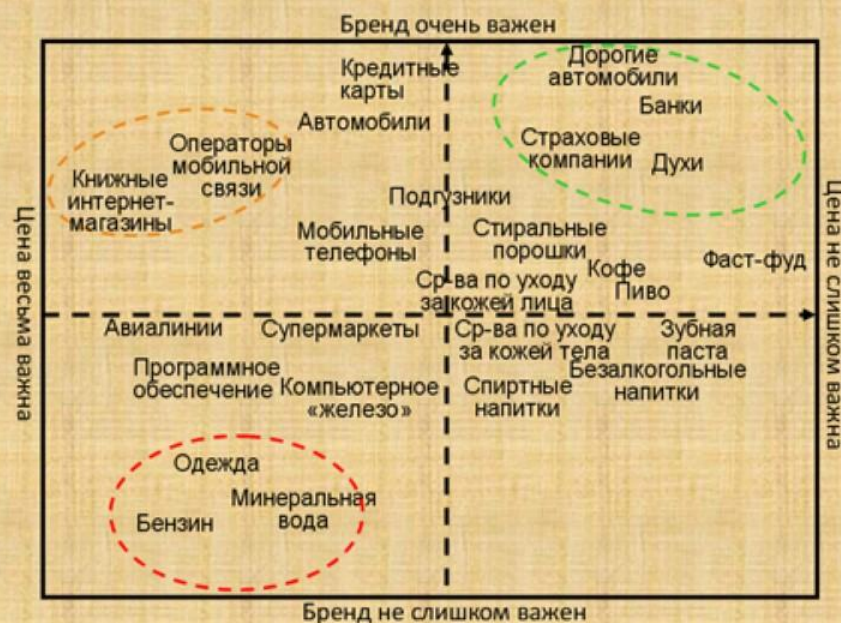 Бренд очень важен
Кредитные
карты
Дорогие
автомобили
Банки
Автомобили
Страховые
компании
Духи
Операторы
мобильной
связи
Книжные
интернет-
магазины
Подгузники
Мобильные
телефоны
Стиральные
порошки
Кофе
Пиво
Фаст-фуд
Ср-ва по уходу
за кожей лица
Цена весьма важна
Цена не слишком важна
Авиалинии
Супермаркеты
Ср-ва по уходу
за кожей тела
Зубная
паста
Программное
обеспечение
Компьютерное
«железо»
Спиртные
напитки
Безалкогольные
напитки
Одежда
Минеральная
вода
Бензин
Бренд не слишком важен